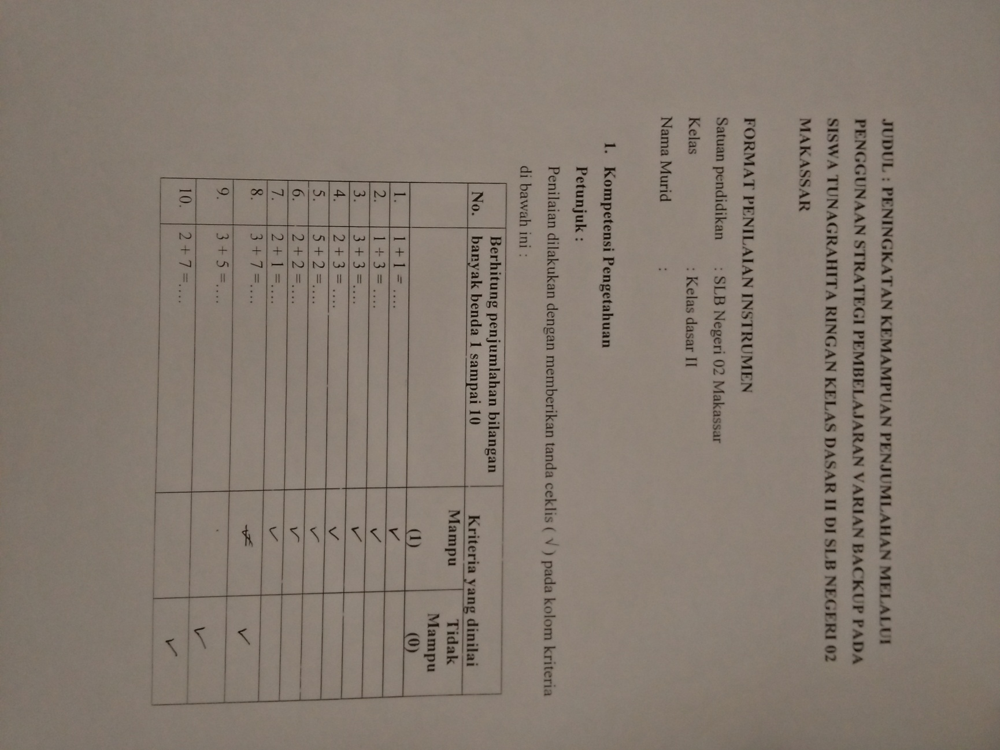 JUDUL : PENINGKATAN KEMAMPUAN PENJUMLAHAN MELALUI
PENGGUNAAN STRATEGI PEMBELAJARAN VARIAN BACKUP PADA
SISWA TUNAGRAHITA RINGAN KELAS DASAR II DI SLB NEGERI 02
MAKASSAR
FORMAT PENILAIAN INSTRUMEN
Satuan pendidikan : SLB Negeri 02 Makassar
Kelas : Kelas dasar II
Nama Murid :
1. Kompetensi Pengetahuan
Petunjuk :
Penilaian dilakukan dengan memberikan tanda ceklis ( √ ) pada kolom kriteria
di bawah ini :
No. Berhitung penjumlahan bilangan banyak benda 1 sampai 10 Kriteria yang dinilai
Mampu (1) Tidak Mampu (0)
1. 1 + 1 = .... ✓
2. 1 + 3 = .... ✓
3. 3 + 3 =.... ✓
4. 2 + 3 = .... ✓
5. 5 + 2 =.... ✓
6. 2 + 2 =.... ✓
7. 2 + 1 =.... ✓
8. 3 + 7 =.... ✓
9. 3 + 5 =.... ✓
10. 2 + 7 =.... ✓